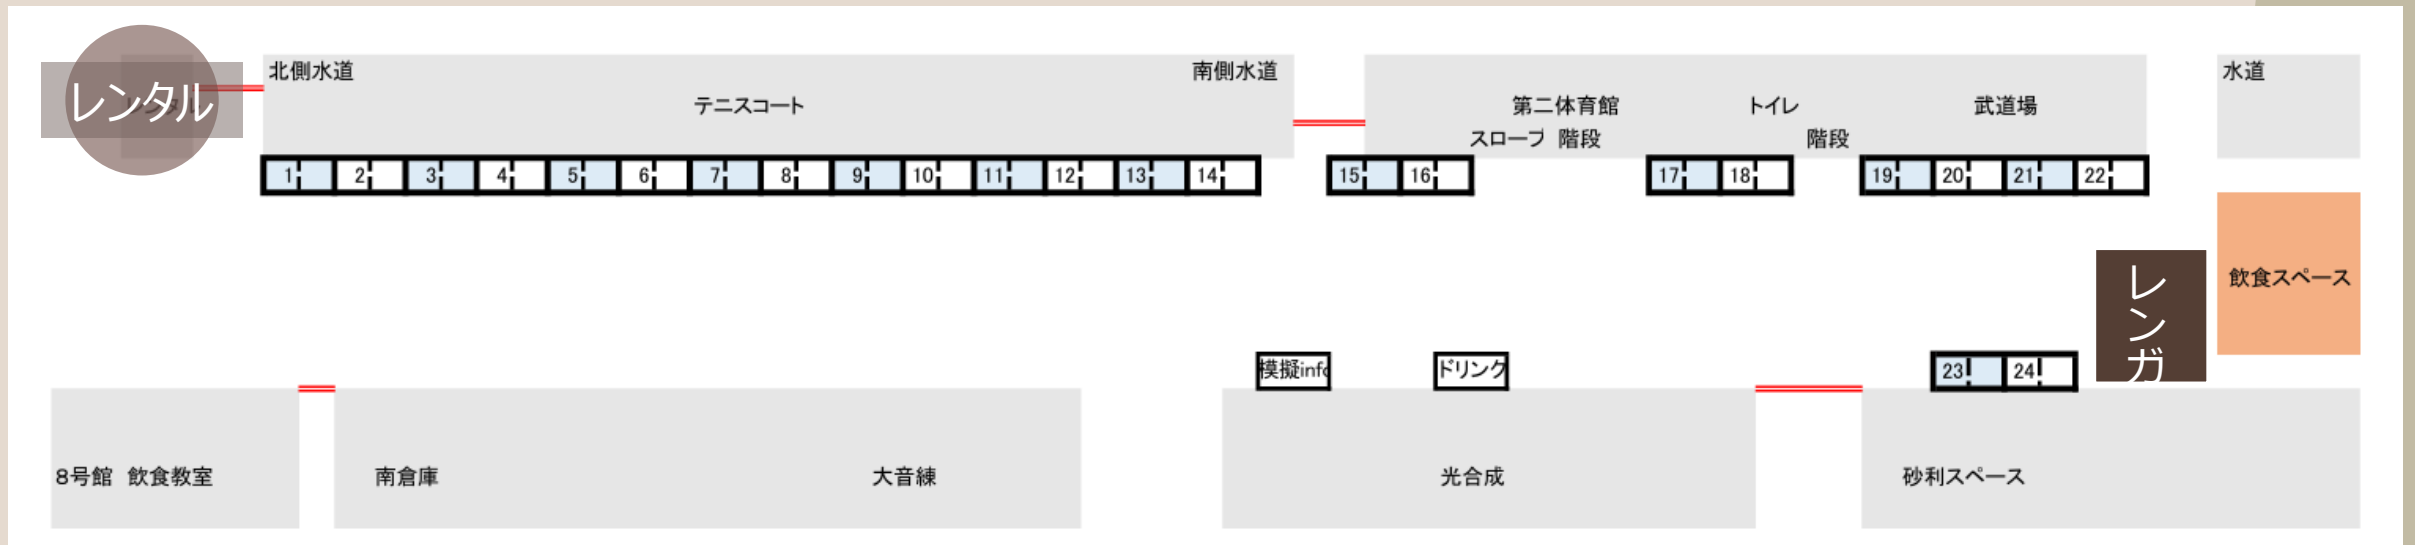 レンタル
北側水道
南側水道
テニスコート
第二体育館
トイレ
武道場
水道
スロープ 階段
階段
1 2 3 4 5 6 7 8 9 10 11 12 13 14
15 16
17 18
19 20 21 22
飲食スペース
レンガ
模擬info
ドリンク
23 24
8号館 飲食教室
南倉庫
大音練
光合成
砂利スペース